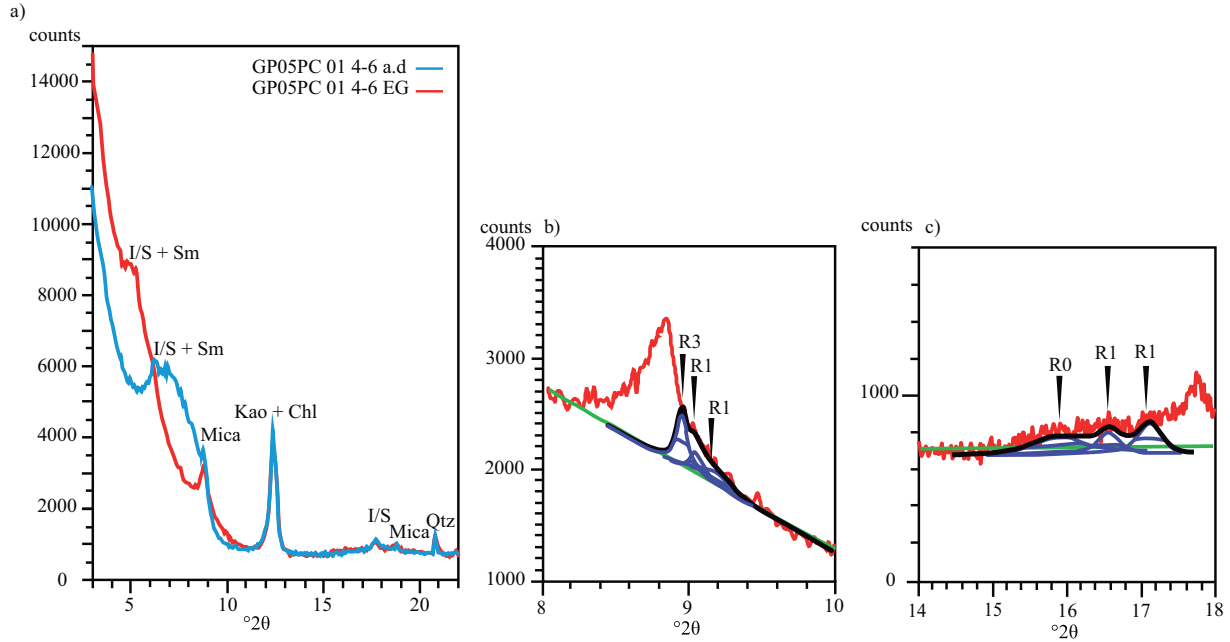 a)
counts
14000
12000
10000
8000
6000
4000
2000
0
5
10
15
20
°2θ
GP05PC 01 4-6 a.d
GP05PC 01 4-6 EG
I/S + Sm
I/S + Sm
Mica
Kao + Chl
I/S
Mica
Qtz
counts
b)
4000
3000
2000
1000
8
9
10
°2θ
R3
R1
R1
counts
c)
1000
0
14
15
16
17
18
°2θ
R0
R1
R1